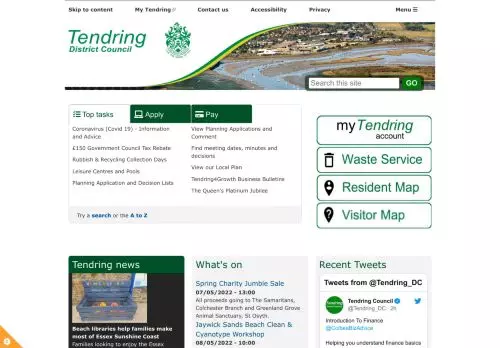 Skip to content
My Tendring
Contact us
Accessibility
Privacy
Menu ☰
Tendring
District Council
Search this site
GO
Top tasks
Apply
Pay
Coronavirus (Covid 19) - Information and Advice
£150 Government Council Tax Rebate
Rubbish & Recycling Collection Days
Leisure Centres and Pools
Planning Application and Decision Lists
View Planning Applications and Comment
Find meeting dates, minutes and decisions
View our Local Plan
Tendring4Growth Business Bulletine
The Queen's Platinum Jubilee
Try a search or the A to Z
my Tendring
account
Waste Service
Resident Map
Visitor Map
Tendring news
Beach libraries help families make most of Essex Sunshine Coast
Families looking to enjoy the Essex
What's on
Spring Charity Jumble Sale
07/05/2022 - 13:00
All proceeds going to The Samaritans, Colchester Branch and Greenland Grove Animal Sanctuary, St Osyth.
Jaywick Sands Beach Clean & Cyanotype Workshop
08/05/2022 - 10:00
Recent Tweets
Tweets from @Tendring_DC
Tendring Council
@Tendring_DC · 2h
Introduction To Finance
@ColbeaBizAdvice
Helping you understand finance basics